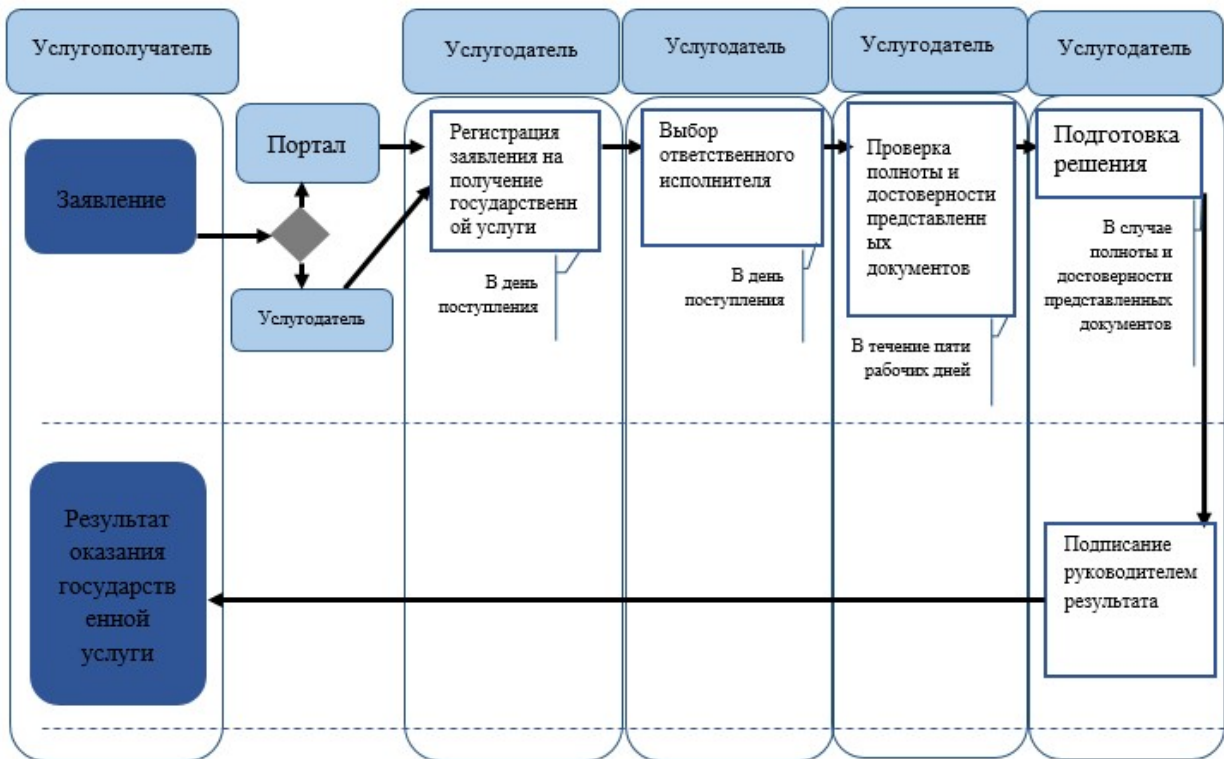 Услугополучатель
Услугодатель
Услугодатель
Услугодатель
Услугодатель
Заявление
Портал
Услугодатель
Регистрация
заявления на
получение
государственн
ой услуги
В день
поступления
Выбор
ответственного
исполнителя
В день
поступления
Проверка
полноты и
достоверности
представленн
ых
документов
В течение пяти
рабочих дней
Подготовка
решения
В случае
полноты и
достоверности
представленных
документов
Подписание
руководителем
результата
Результат
оказания
государств
енной
услуги